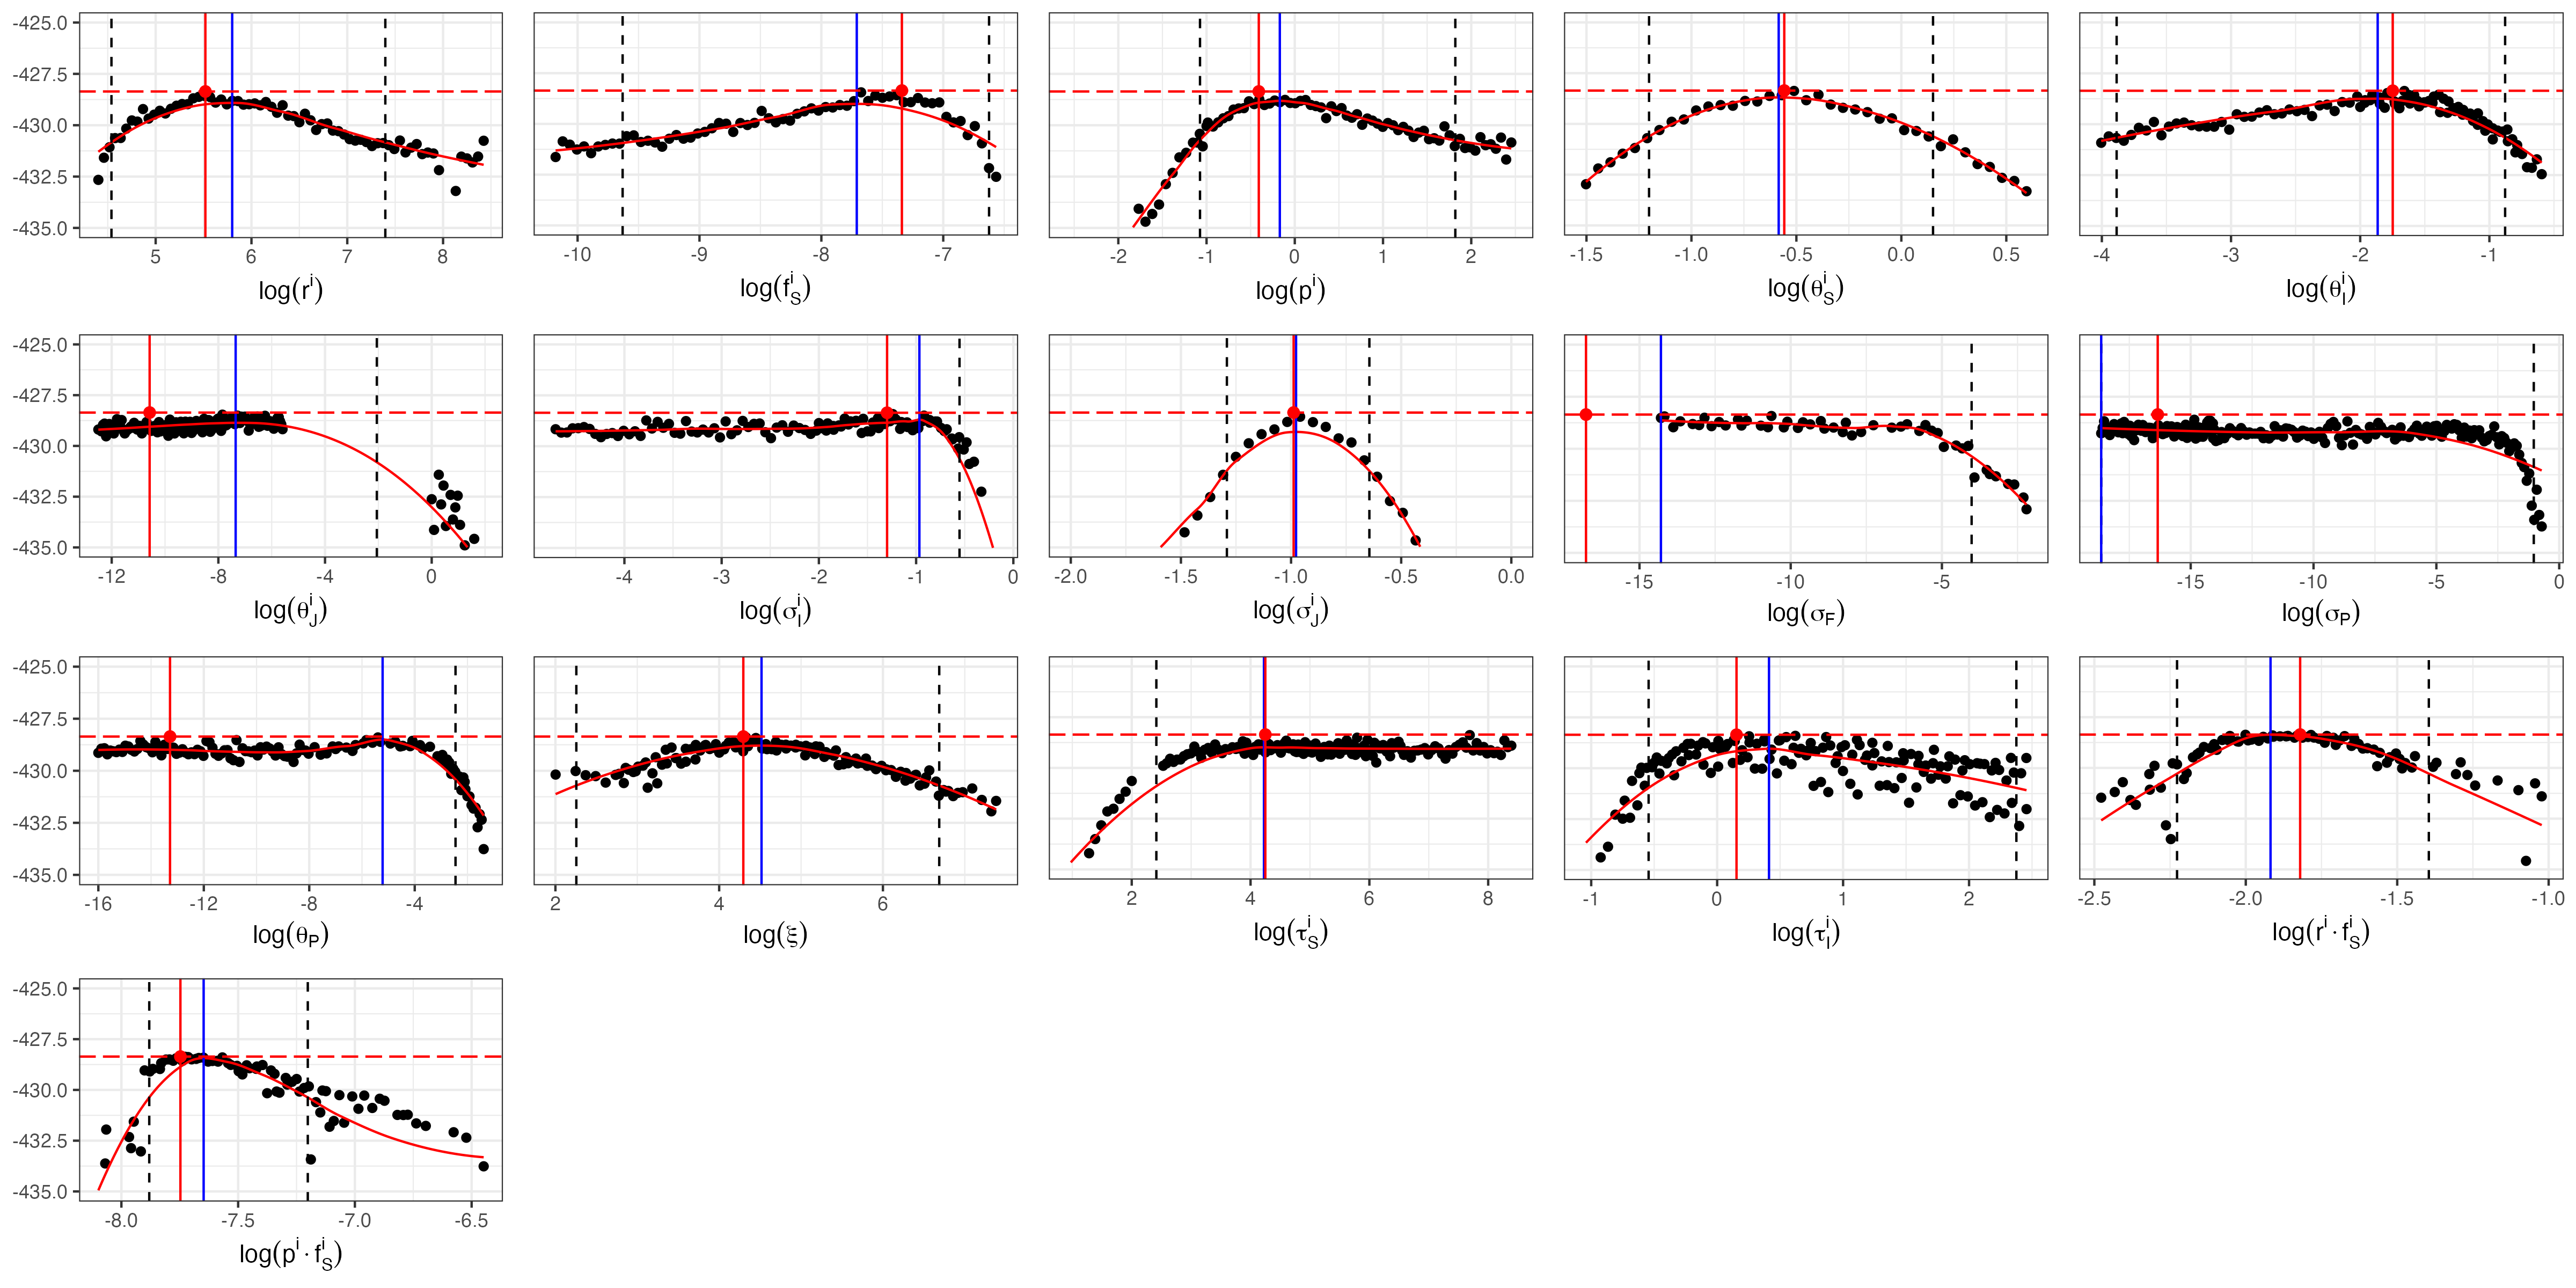 -425.0
-427.5
-430.0
-432.5
-435.0
5 6 7 8
-10 -9 -8 -7
-2 -1 0 1 2
-1.5 -1.0 -0.5 0.0 0.5
-4 -3 -2 -1
log(r^i)
log(f_S^i)
log(p^i)
log(θ_S^i)
log(θ_I^i)
-425.0
-427.5
-430.0
-432.5
-435.0
-12 -8 -4 0
-4 -3 -2 -1 0
-2.0 -1.5 -1.0 -0.5 0.0
-15 -10 -5
-15 -10 -5 0
log(θ_J^i)
log(σ_I^i)
log(σ_J^i)
log(σ_F)
log(σ_P)
-425.0
-427.5
-430.0
-432.5
-435.0
-16 -12 -8 -4
2 4 6
2 4 6 8
-1 0 1 2
-2.5 -2.0 -1.5 -1.0
log(θ_P)
log(ξ)
log(τ_S^i)
log(τ_I^i)
log(r^i · f_S^i)
-425.0
-427.5
-430.0
-432.5
-435.0
-8.0 -7.5 -7.0 -6.5
log(p^i · f_S^i)